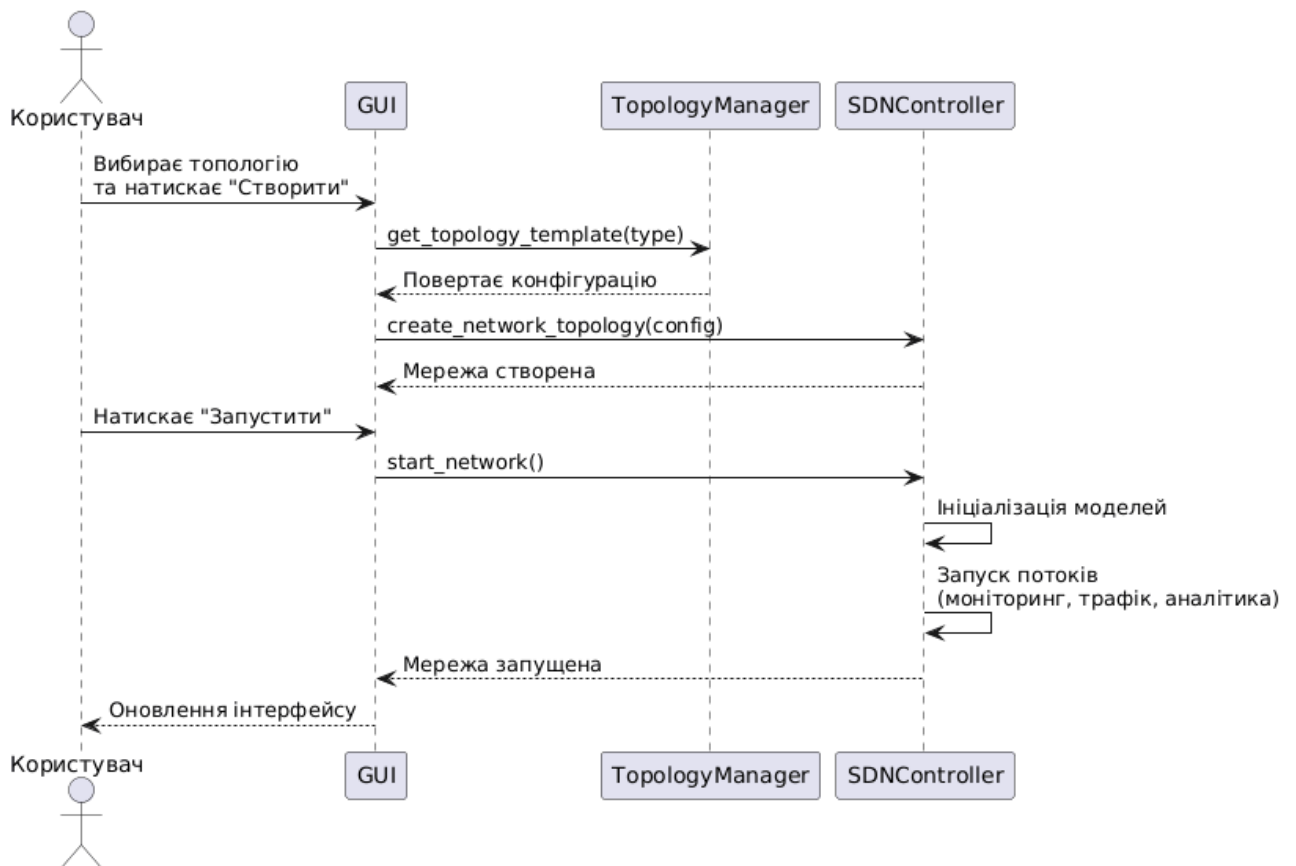 Користувач
GUI
TopologyManager
SDNController
Вибирає топологію
та натискає "Створити"
get_topology_template(type)
Повертає конфігурацію
create_network_topology(config)
Мережа створена
Натискає "Запустити"
start_network()
Ініціалізація моделей
Запуск потоків
(моніторинг, трафік, аналітика)
Мережа запущена
Оновлення інтерфейсу
Користувач
GUI
TopologyManager
SDNController